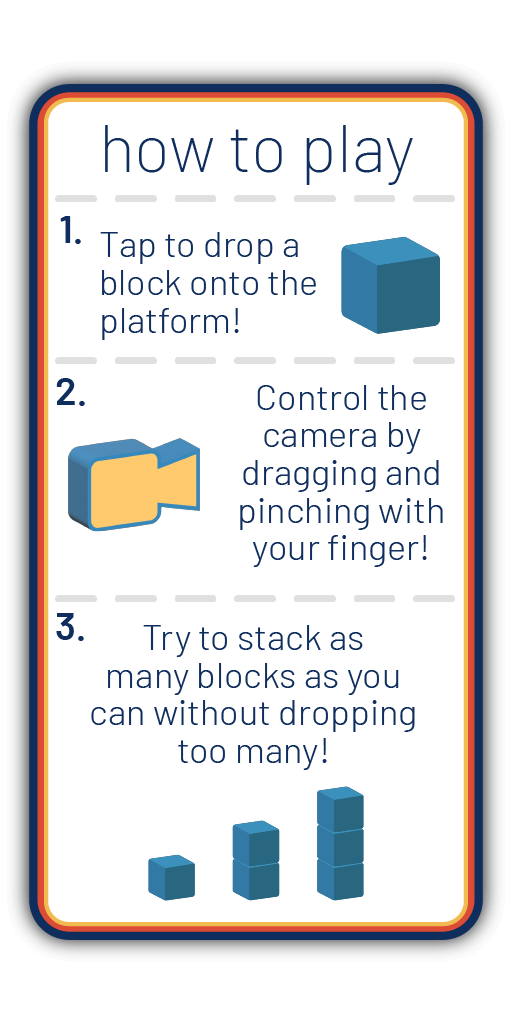 how to play
1.
Tap to drop a
block onto the
platform!
2.
Control the
camera by
dragging and
pinching with
your finger!
3.
Try to stack as
many blocks as you
can without dropping
too many!